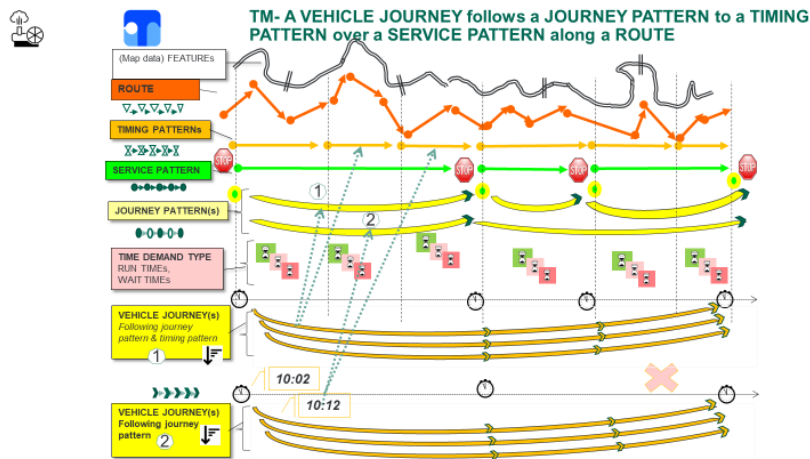 TM- A VEHICLE JOURNEY follows a JOURNEY PATTERN to a TIMING
PATTERN over a SERVICE PATTERN along a ROUTE
(Map data) FEATUREs
ROUTE
TIMING PATTERNs
SERVICE PATTERN
STOP
STOP
STOP
STOP
1
JOURNEY PATTERN(s)
2
TIME DEMAND TYPE
RUN TIMEs,
WAIT TIMEs
VEHICLE JOURNEY(s)
Following journey
pattern & timing pattern
1
10:02
10:12
VEHICLE JOURNEY(s)
Following journey
pattern
2